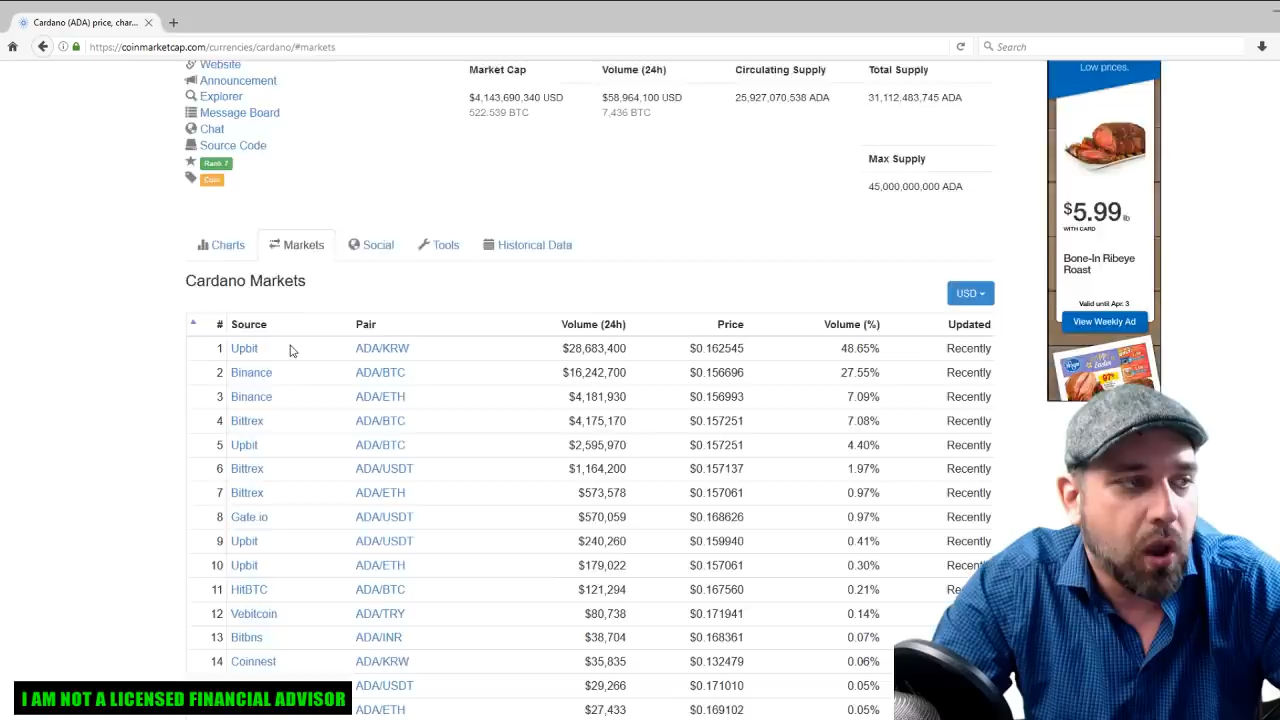 Cardano (ADA) price, char...
https://coinmarketcap.com/currencies/cardano/#markets
Search
Website
Announcement
Explorer
Message Board
Chat
Source Code
Rank 7
Coin
Market Cap Volume (24h) Circulating Supply Total Supply
$4,143,690,340 USD $58,964,100 USD 25,927,070,538 ADA 31,112,483,745 ADA
522,539 BTC 7,436 BTC
Max Supply
45,000,000,000 ADA
Low prices.
$5.99 lb
WITH CARD
Bone-In Ribeye
Roast
Valid until Apr. 3
View Weekly Ad
Charts Markets Social Tools Historical Data
Cardano Markets
USD
# Source Pair Volume (24h) Price Volume (%) Updated
1 Upbit ADA/KRW $28,683,400 $0.162545 48.65% Recently
2 Binance ADA/BTC $16,242,700 $0.156696 27.55% Recently
3 Binance ADA/ETH $4,181,930 $0.156993 7.09% Recently
4 Bittrex ADA/BTC $4,175,170 $0.157251 7.08% Recently
5 Upbit ADA/BTC $2,595,970 $0.157251 4.40% Recently
6 Bittrex ADA/USDT $1,164,200 $0.157137 1.97% Recently
7 Bittrex ADA/ETH $573,578 $0.157061 0.97% Recently
8 Gate.io ADA/USDT $570,059 $0.168626 0.97% Recently
9 Upbit ADA/USDT $240,260 $0.159940 0.41% Recently
10 Upbit ADA/ETH $179,022 $0.157061 0.30% Recently
11 HitBTC ADA/BTC $121,294 $0.167560 0.21% Re
12 Vebitcoin ADA/TRY $80,738 $0.171941 0.14%
13 Bitbns ADA/INR $38,704 $0.168361 0.07%
14 Coinnest ADA/KRW $35,835 $0.132479 0.06%
ADA/USDT $29,266 $0.171010 0.05%
ADA/ETH $27,433 $0.169102 0.05%
I AM NOT A LICENSED FINANCIAL ADVISOR